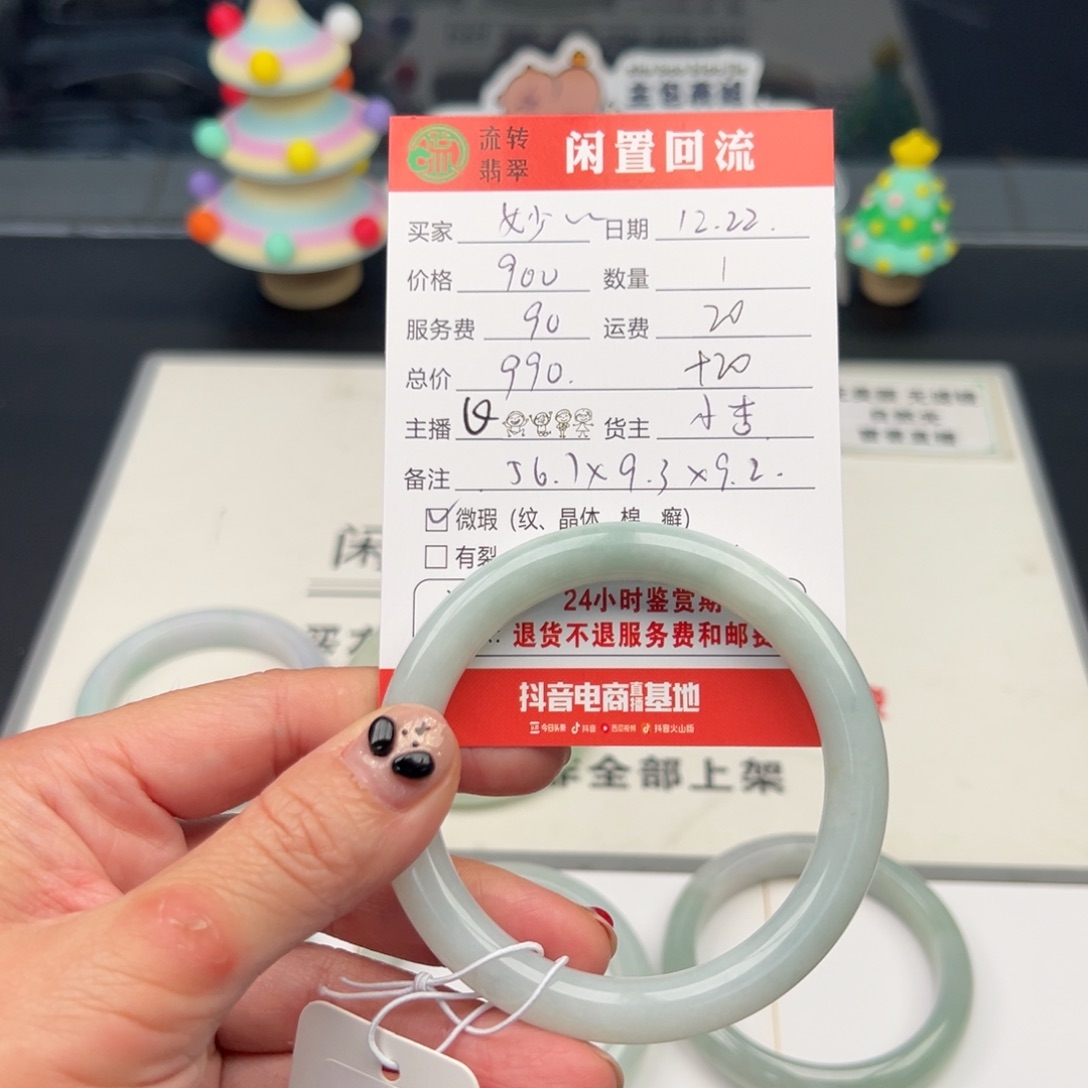 流转翡翠 闲置回流
买家 妙 日期 12.22.
价格 900 数量 1
服务费 90 运费 20
总价 990. +20
主播 货主 小李
备注 56.7×9.3×9.2.
微瑕（纹、晶体、棉、癣）
有裂
24小时鉴赏期
退货不退服务费和邮费
抖音电商直播基地
今日头条 抖音 西瓜视频 抖音火山版
全部上架